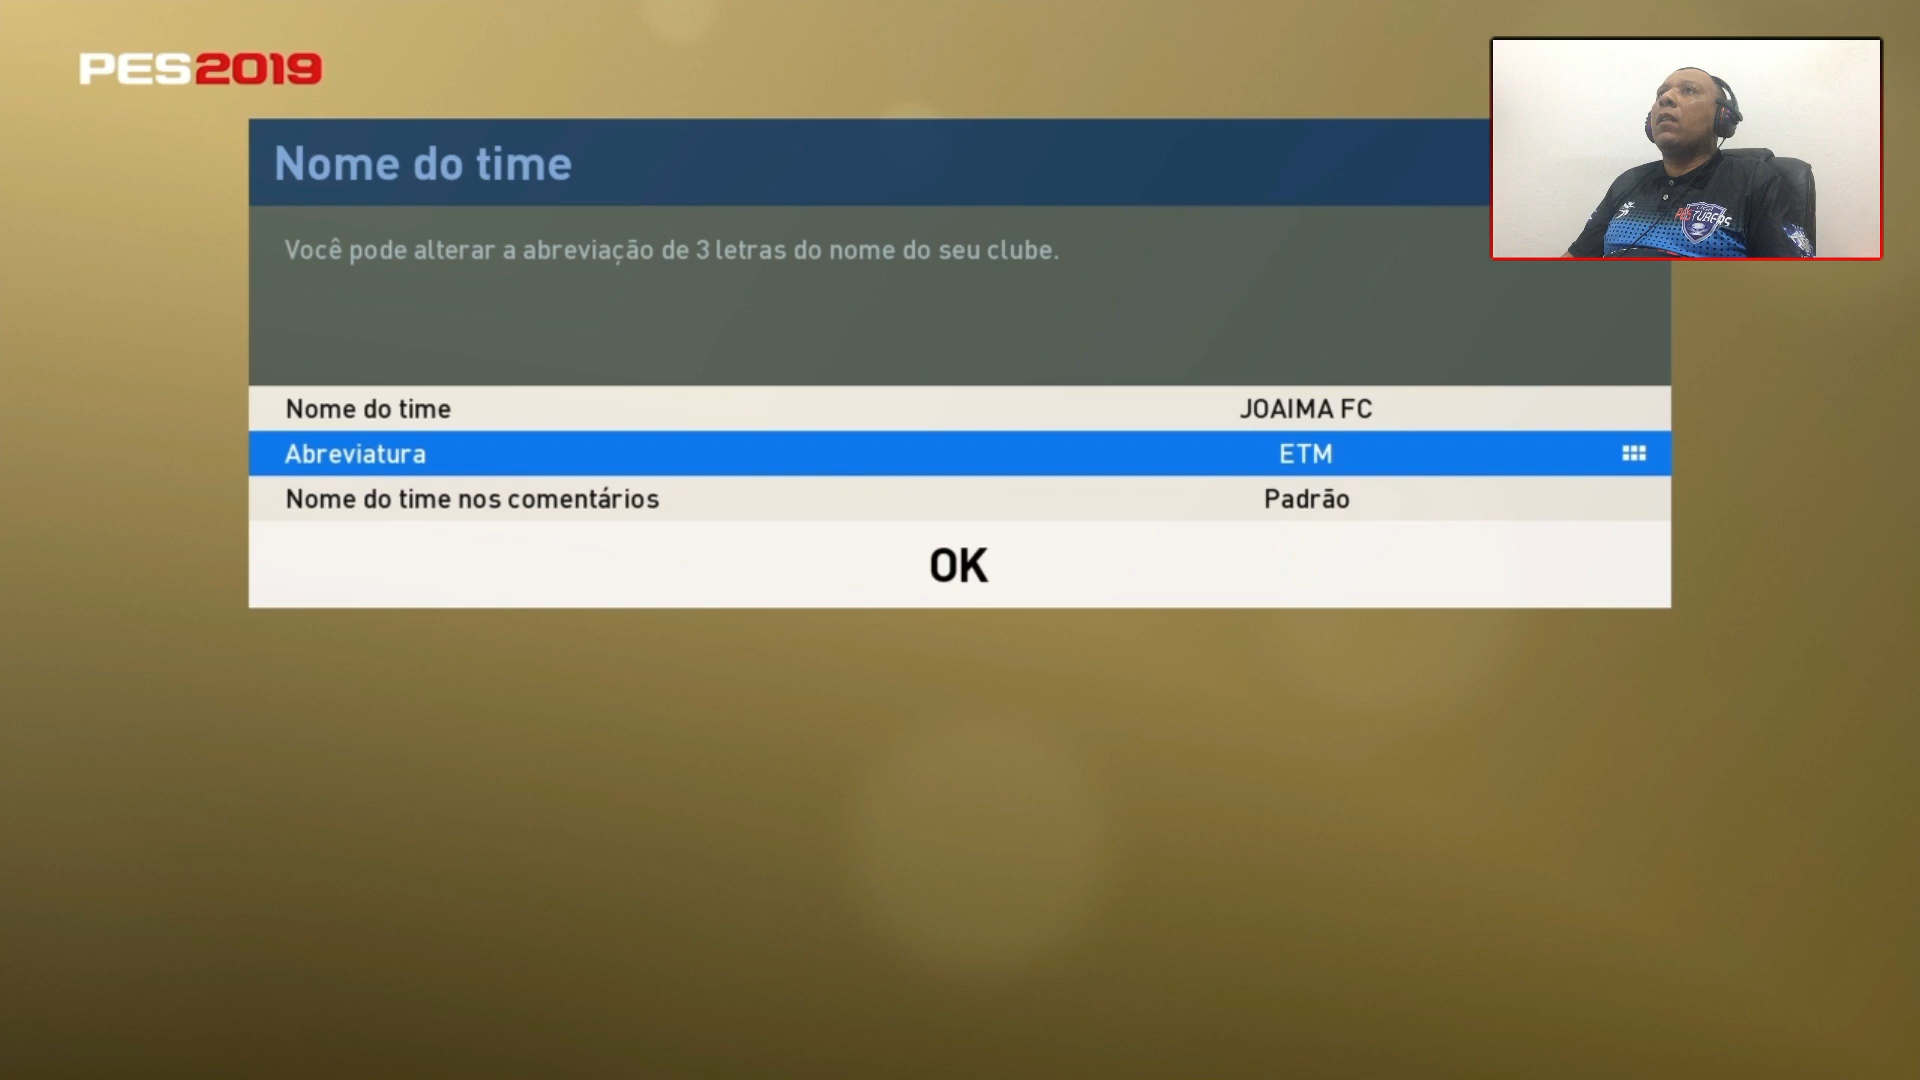 PES2019
Nome do time
Você pode alterar a abreviação de 3 letras do nome do seu clube.
Nome do time JOAIMA FC
Abreviatura ETM
Nome do time nos comentários Padrão
OK
PESTUBERS